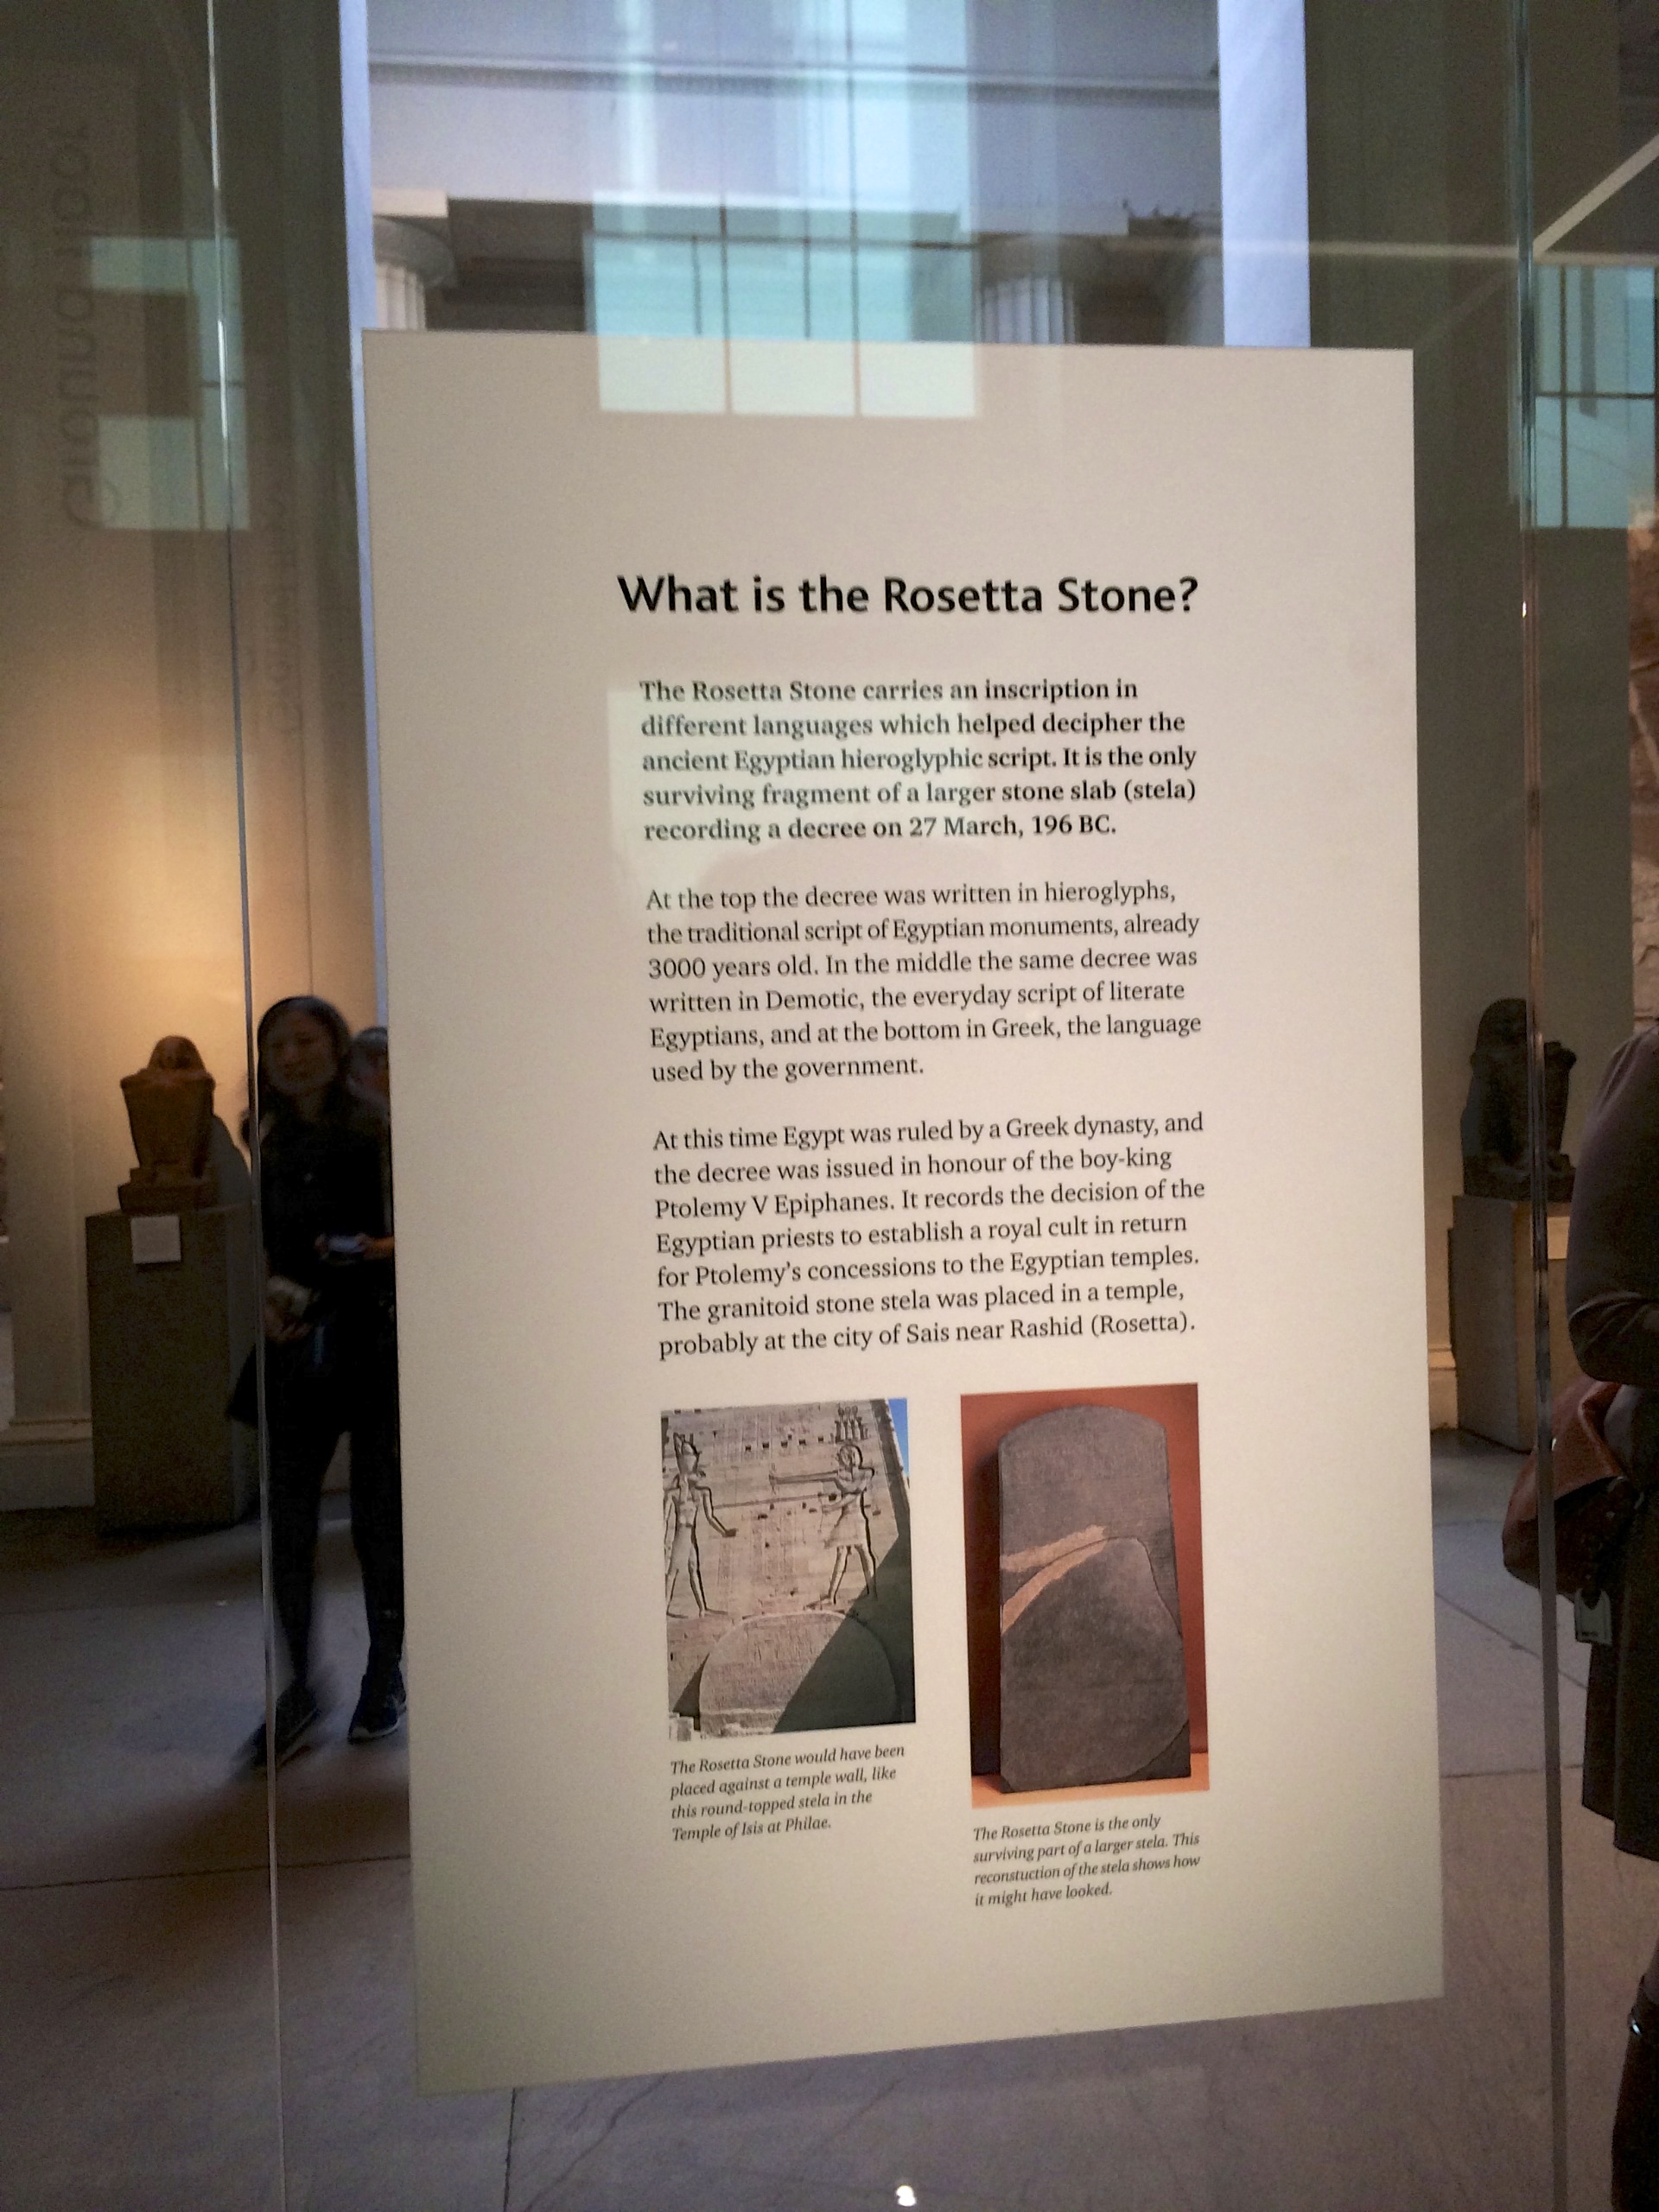 What is the Rosetta Stone?
The Rosetta Stone carries an inscription in
different languages which helped decipher the
ancient Egyptian hieroglyphic script. It is the only
surviving fragment of a larger stone slab (stela)
recording a decree on 27 March, 196 BC.
At the top the decree was written in hieroglyphs,
the traditional script of Egyptian monuments, already
3000 years old. In the middle the same decree was
written in Demotic, the everyday script of literate
Egyptians, and at the bottom in Greek, the language
used by the government.
At this time Egypt was ruled by a Greek dynasty, and
the decree was issued in honour of the boy-king
Ptolemy V Epiphanes. It records the decision of the
Egyptian priests to establish a royal cult in return
for Ptolemy's concessions to the Egyptian temples.
The granitoid stone stela was placed in a temple,
probably at the city of Sais near Rashid (Rosetta).
The Rosetta Stone would have been
placed against a temple wall, like
this round-topped stela in the
Temple of Isis at Philae.
The Rosetta Stone is the only
surviving part of a larger stela. This
reconstuction of the stela shows how
it might have looked.